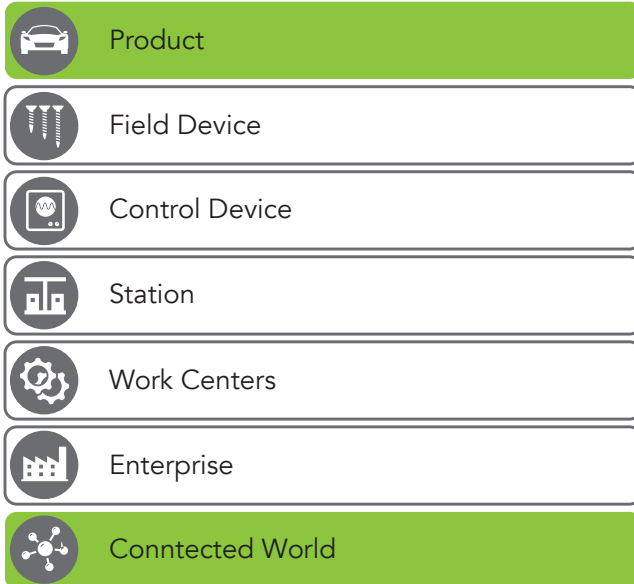 Product
Field Device
Control Device
Station
Work Centers
Enterprise
Conntected World